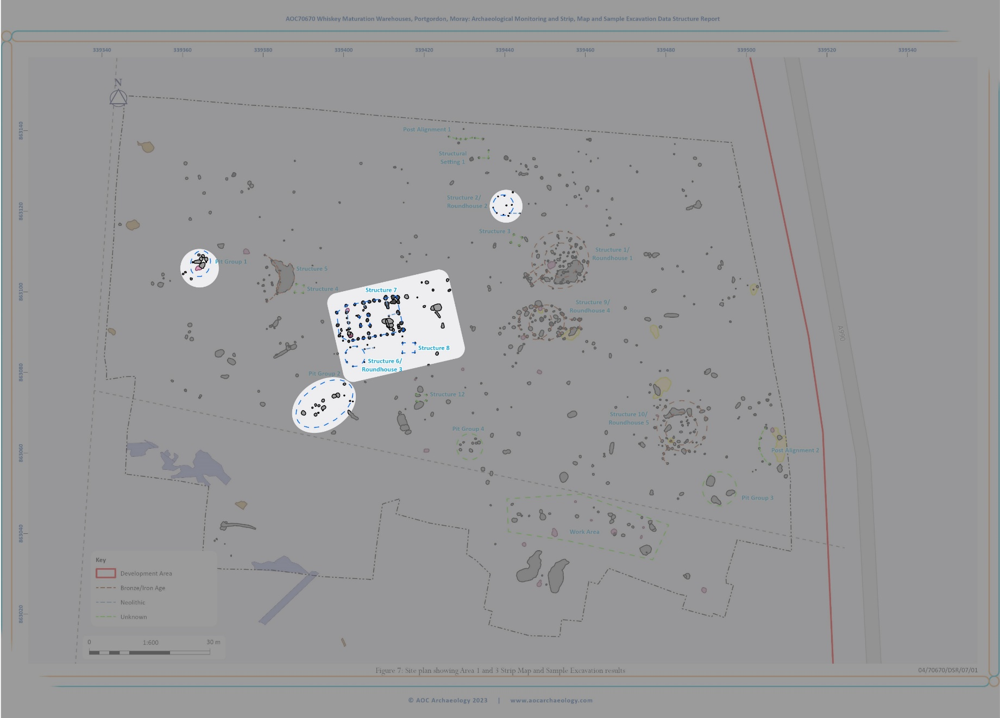 AOC70670 Whiskey Maturation Warehouses, Portgordon, Moray: Archaeological Monitoring and Strip, Map and Sample Excavation Data Structure Report
339340 339360 339380 339400 339420 339440 339460 339480 339500 339520 339540
N
863140
863120
863100
863080
863060
863040
863020
Post Alignment 1
Structural
Setting 1
Structure 2/
Roundhouse 2
Structure 3
Structure 1/
Roundhouse 1
Pit Group 1
Structure 5
Structure 4
Structure 7
Structure 9/
Roundhouse 4
A990
Structure 8
Structure 6/
Roundhouse 3
Pit Group 2
Structure 12
Structure 10/
Roundhouse 5
Pit Group 4
Post Alignment 2
Pit Group 3
Work Area
Key
Development Area
Bronze/Iron Age
Neolithic
Unknown
0 1:600 30 m
Figure 7: Site plan showing Area 1 and 3 Strip Map and Sample Excavation results
04/70670/DSR/07/01
© AOC Archaeology 2023 | www.aocarchaeology.com